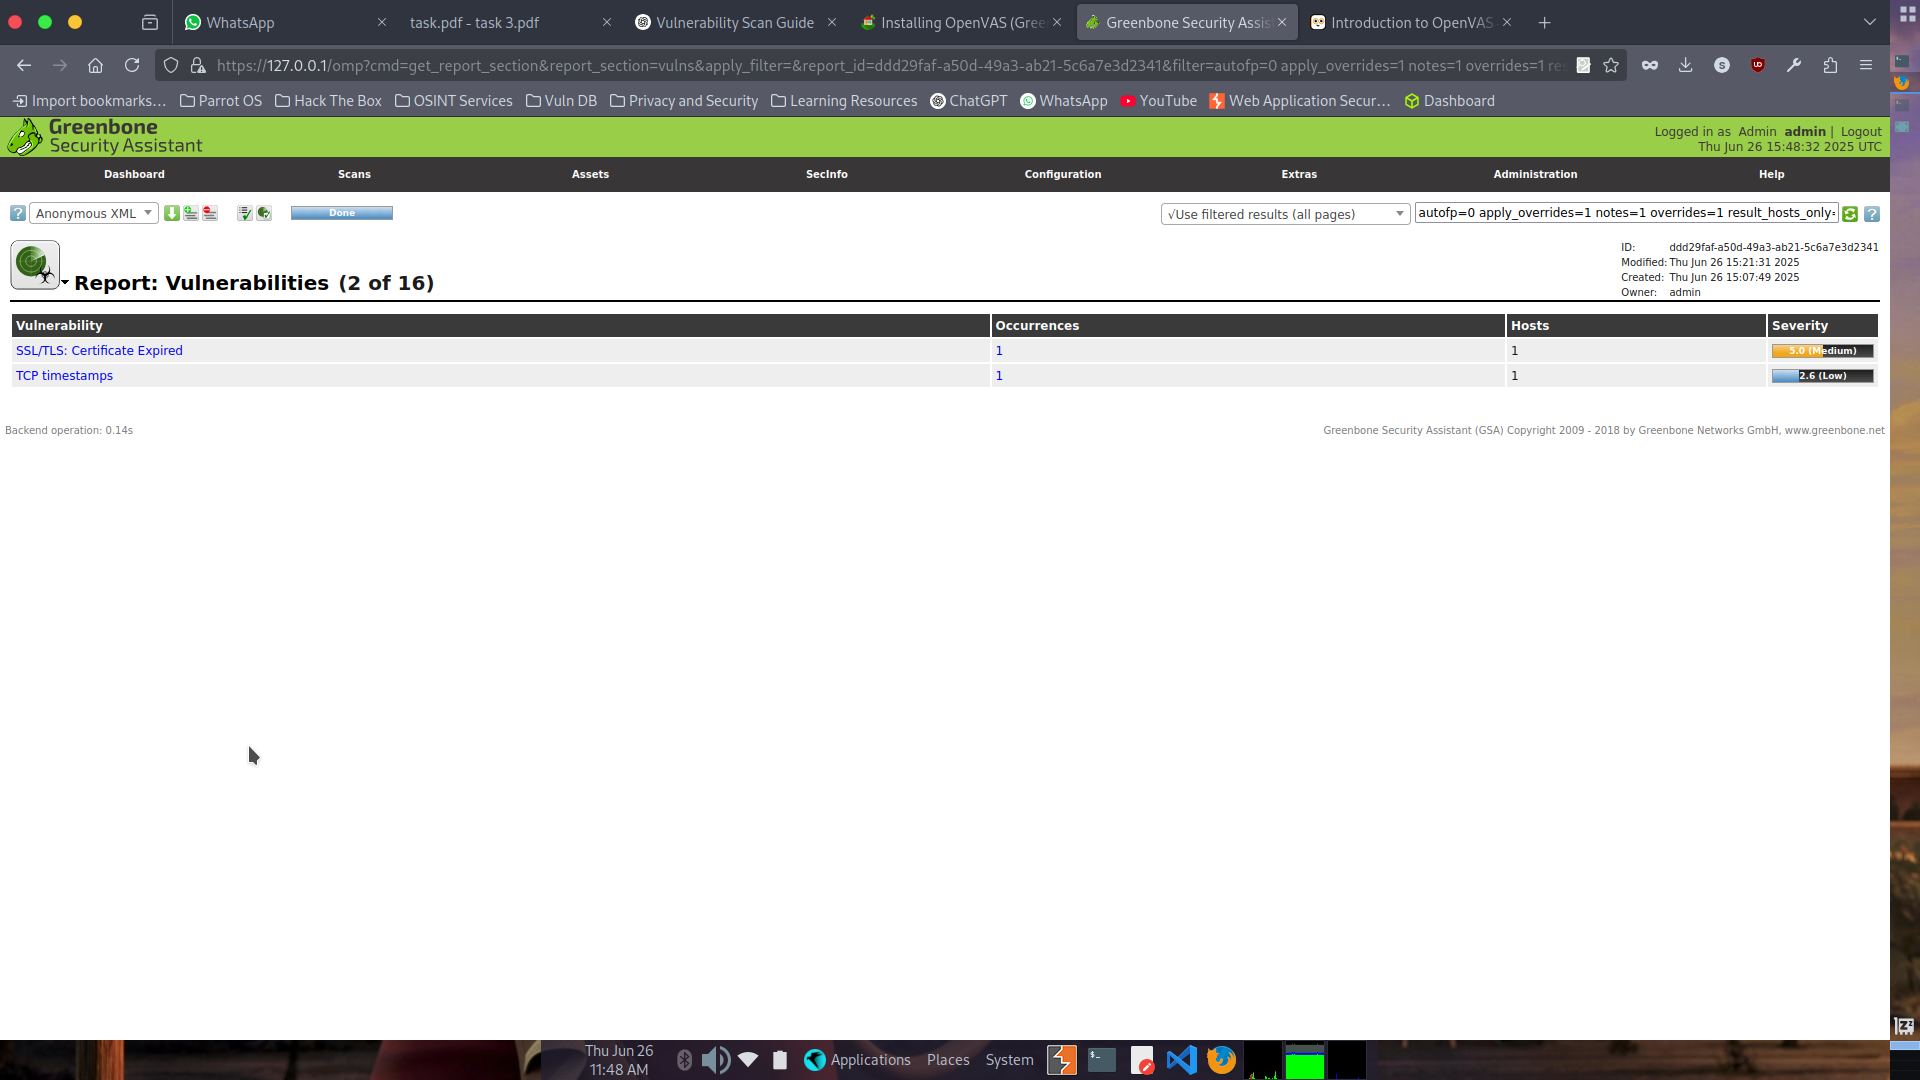 WhatsApp
task.pdf - task 3.pdf
Vulnerability Scan Guide
Installing OpenVAS (Gree
Greenbone Security Assis
Introduction to OpenVAS
https://127.0.0.1/omp?cmd=get_report_section&report_section=vulns&apply_filter=&report_id=ddd29faf-a50d-49a3-ab21-5c6a7e3d2341&filter=autofp=0 apply_overrides=1 notes=1 overrides=1 res
Import bookmarks… Parrot OS Hack The Box OSINT Services Vuln DB Privacy and Security Learning Resources ChatGPT WhatsApp YouTube Web Application Secur… Dashboard
Greenbone
Security Assistant
Logged in as Admin admin | Logout
Thu Jun 26 15:48:32 2025 UTC
Dashboard Scans Assets SecInfo Configuration Extras Administration Help
? Anonymous XML Done √Use filtered results (all pages) autofp=0 apply_overrides=1 notes=1 overrides=1 result_hosts_only= ?
ID: ddd29faf-a50d-49a3-ab21-5c6a7e3d2341
Modified: Thu Jun 26 15:21:31 2025
Created: Thu Jun 26 15:07:49 2025
Owner: admin
Report: Vulnerabilities (2 of 16)
Vulnerability Occurrences Hosts Severity
SSL/TLS: Certificate Expired 1 1 5.0 (Medium)
TCP timestamps 1 1 2.6 (Low)
Backend operation: 0.14s
Greenbone Security Assistant (GSA) Copyright 2009 - 2018 by Greenbone Networks GmbH, www.greenbone.net
Thu Jun 26
11:48 AM
Applications Places System